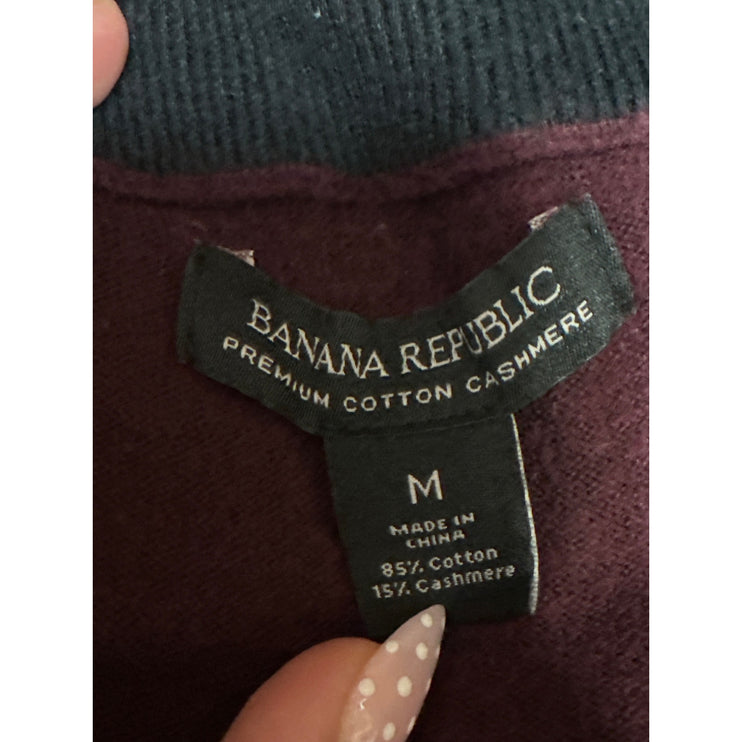 BANANA REPUBLIC
PREMIUM COTTON CASHMERE
M
MADE IN
CHINA
85% Cotton
15% Cashmere